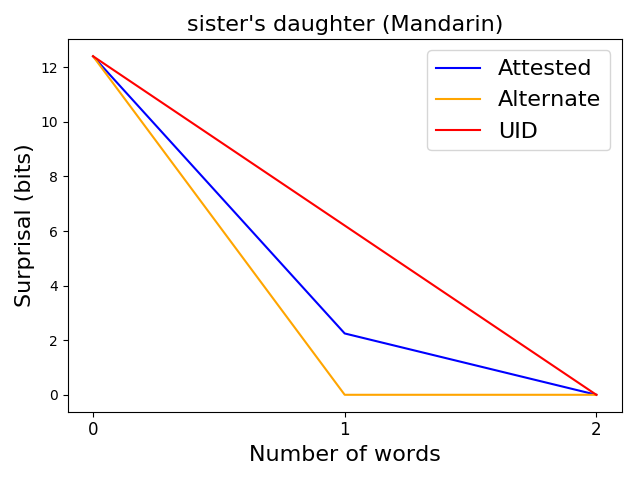 sister's daughter (Mandarin)
Attested
Alternate
UID
12
10
8
6
4
2
0
Surprisal (bits)
0 1 2
Number of words